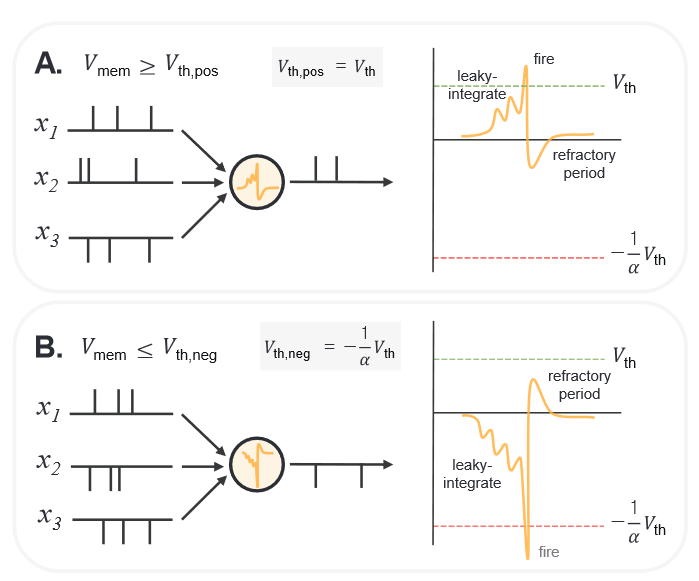 A. V_mem ≥ V_th,pos
V_th,pos = V_th
x_1
x_2
x_3
fire
leaky-
integrate
V_th
refractory
period
−1/α V_th
B. V_mem ≤ V_th,neg
V_th,neg = −1/α V_th
x_1
x_2
x_3
V_th
refractory
period
leaky-
integrate
−1/α V_th
fire